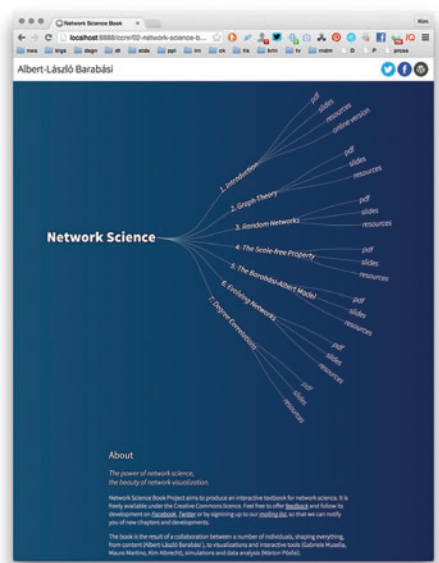 Network Science Book
Kim
localhost:8888/ccnr/02-network-science-b...
Albert-László Barabási
pdf
slides
resources
online version
1. Introduction
pdf
slides
resources
2. Graph Theory
pdf
slides
resources
3. Random Networks
Network Science
pdf
slides
resources
4. The Scale-free Property
pdf
slides
resources
5. The Barabási-Albert Model
pdf
slides
resources
6. Evolving Networks
pdf
slides
resources
7. Degree Correlations
About
The power of network science,
the beauty of network visualization.
Network Science Book Project aims to produce an interactive textbook for network science. It is
freely available under the Creative Commons licence. Feel free to offer feedback and follow its
development on Facebook, Twitter or by signining up to our mailing list, so that we can notify
you of new chapters and developments.
The book is the result of a collaboration between a number of individuals, shaping everything,
from content (Albert-László Barabási ), to visualizations and interactive tools (Gabriele Musella,
Mauro Martino, Kim Albrecht), simulations and data analysis (Márton Pósfai).